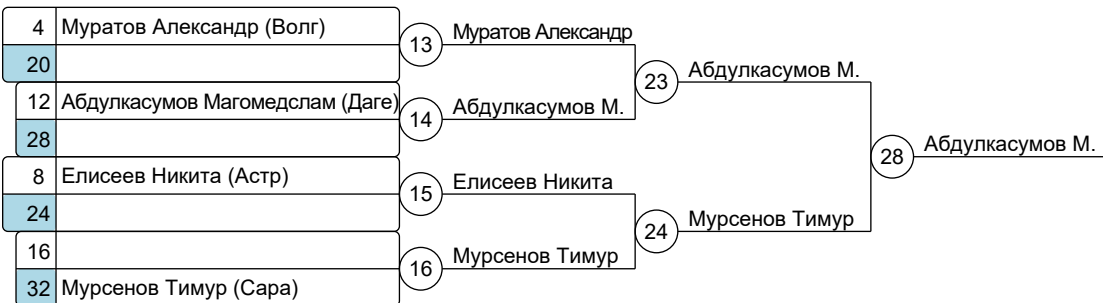 4 Муратов Александр (Волг)
20
12 Абдулкасумов Магомедслам (Даге)
28
8 Елисеев Никита (Астр)
24
16
32 Мурсенов Тимур (Сара)
13 Муратов Александр
14 Абдулкасумов М.
15 Елисеев Никита
16 Мурсенов Тимур
23 Абдулкасумов М.
24 Мурсенов Тимур
28 Абдулкасумов М.